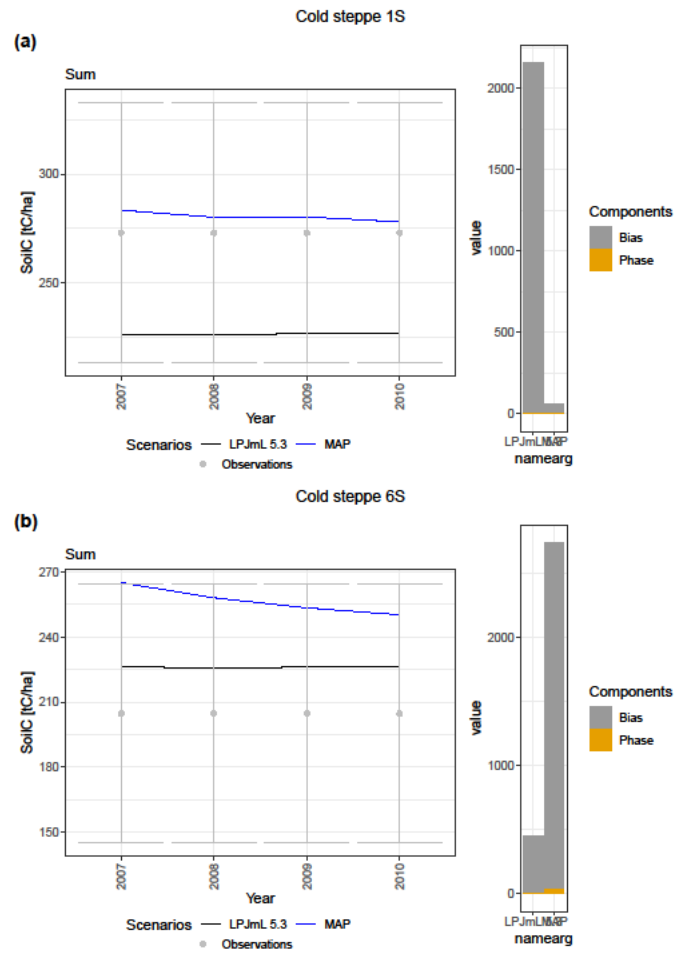 Cold steppe 1S
(a)
Sum
SoilC [tC/ha]
300
250
2007
2008
2009
2010
Year
Scenarios LPJmL 5.3 MAP
Observations
value
2000
1500
1000
500
0
namearg
Components
Bias
Phase
Cold steppe 6S
(b)
Sum
SoilC [tC/ha]
270
240
210
180
150
2007
2008
2009
2010
Year
Scenarios LPJmL 5.3 MAP
Observations
value
2000
1000
0
namearg
Components
Bias
Phase